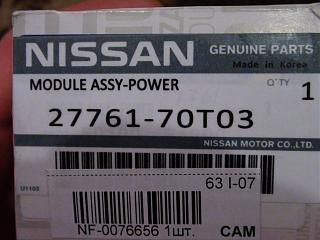 NISSAN GENUINE PARTS
Made in Korea
MODULE ASSY-POWER Q'TY 1
27761-70T03
NISSAN MOTOR CO.,LTD.
U1103
63 I-07
NF-0076656 1шт. CAM